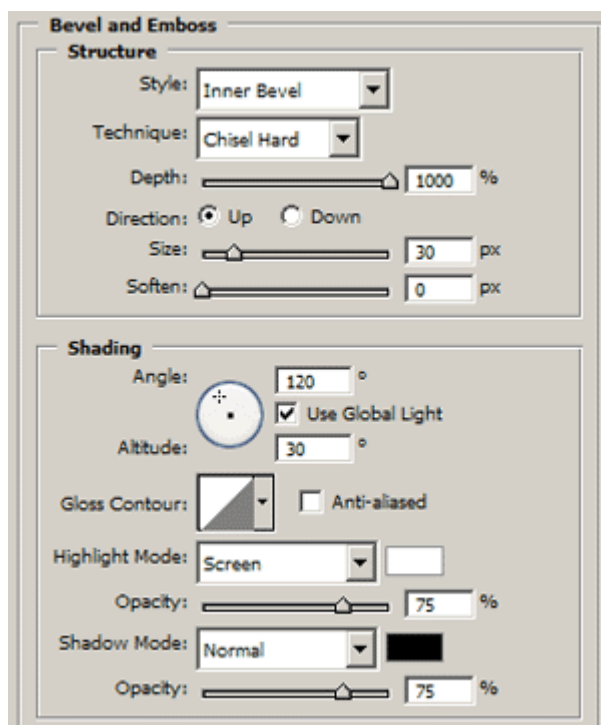 Bevel and Emboss
Structure
Style: Inner Bevel
Technique: Chisel Hard
Depth: 1000 %
Direction: Up Down
Size: 30 px
Soften: 0 px
Shading
Angle: 120 °
Use Global Light
Altitude: 30 °
Gloss Contour: Anti-aliased
Highlight Mode: Screen
Opacity: 75 %
Shadow Mode: Normal
Opacity: 75 %